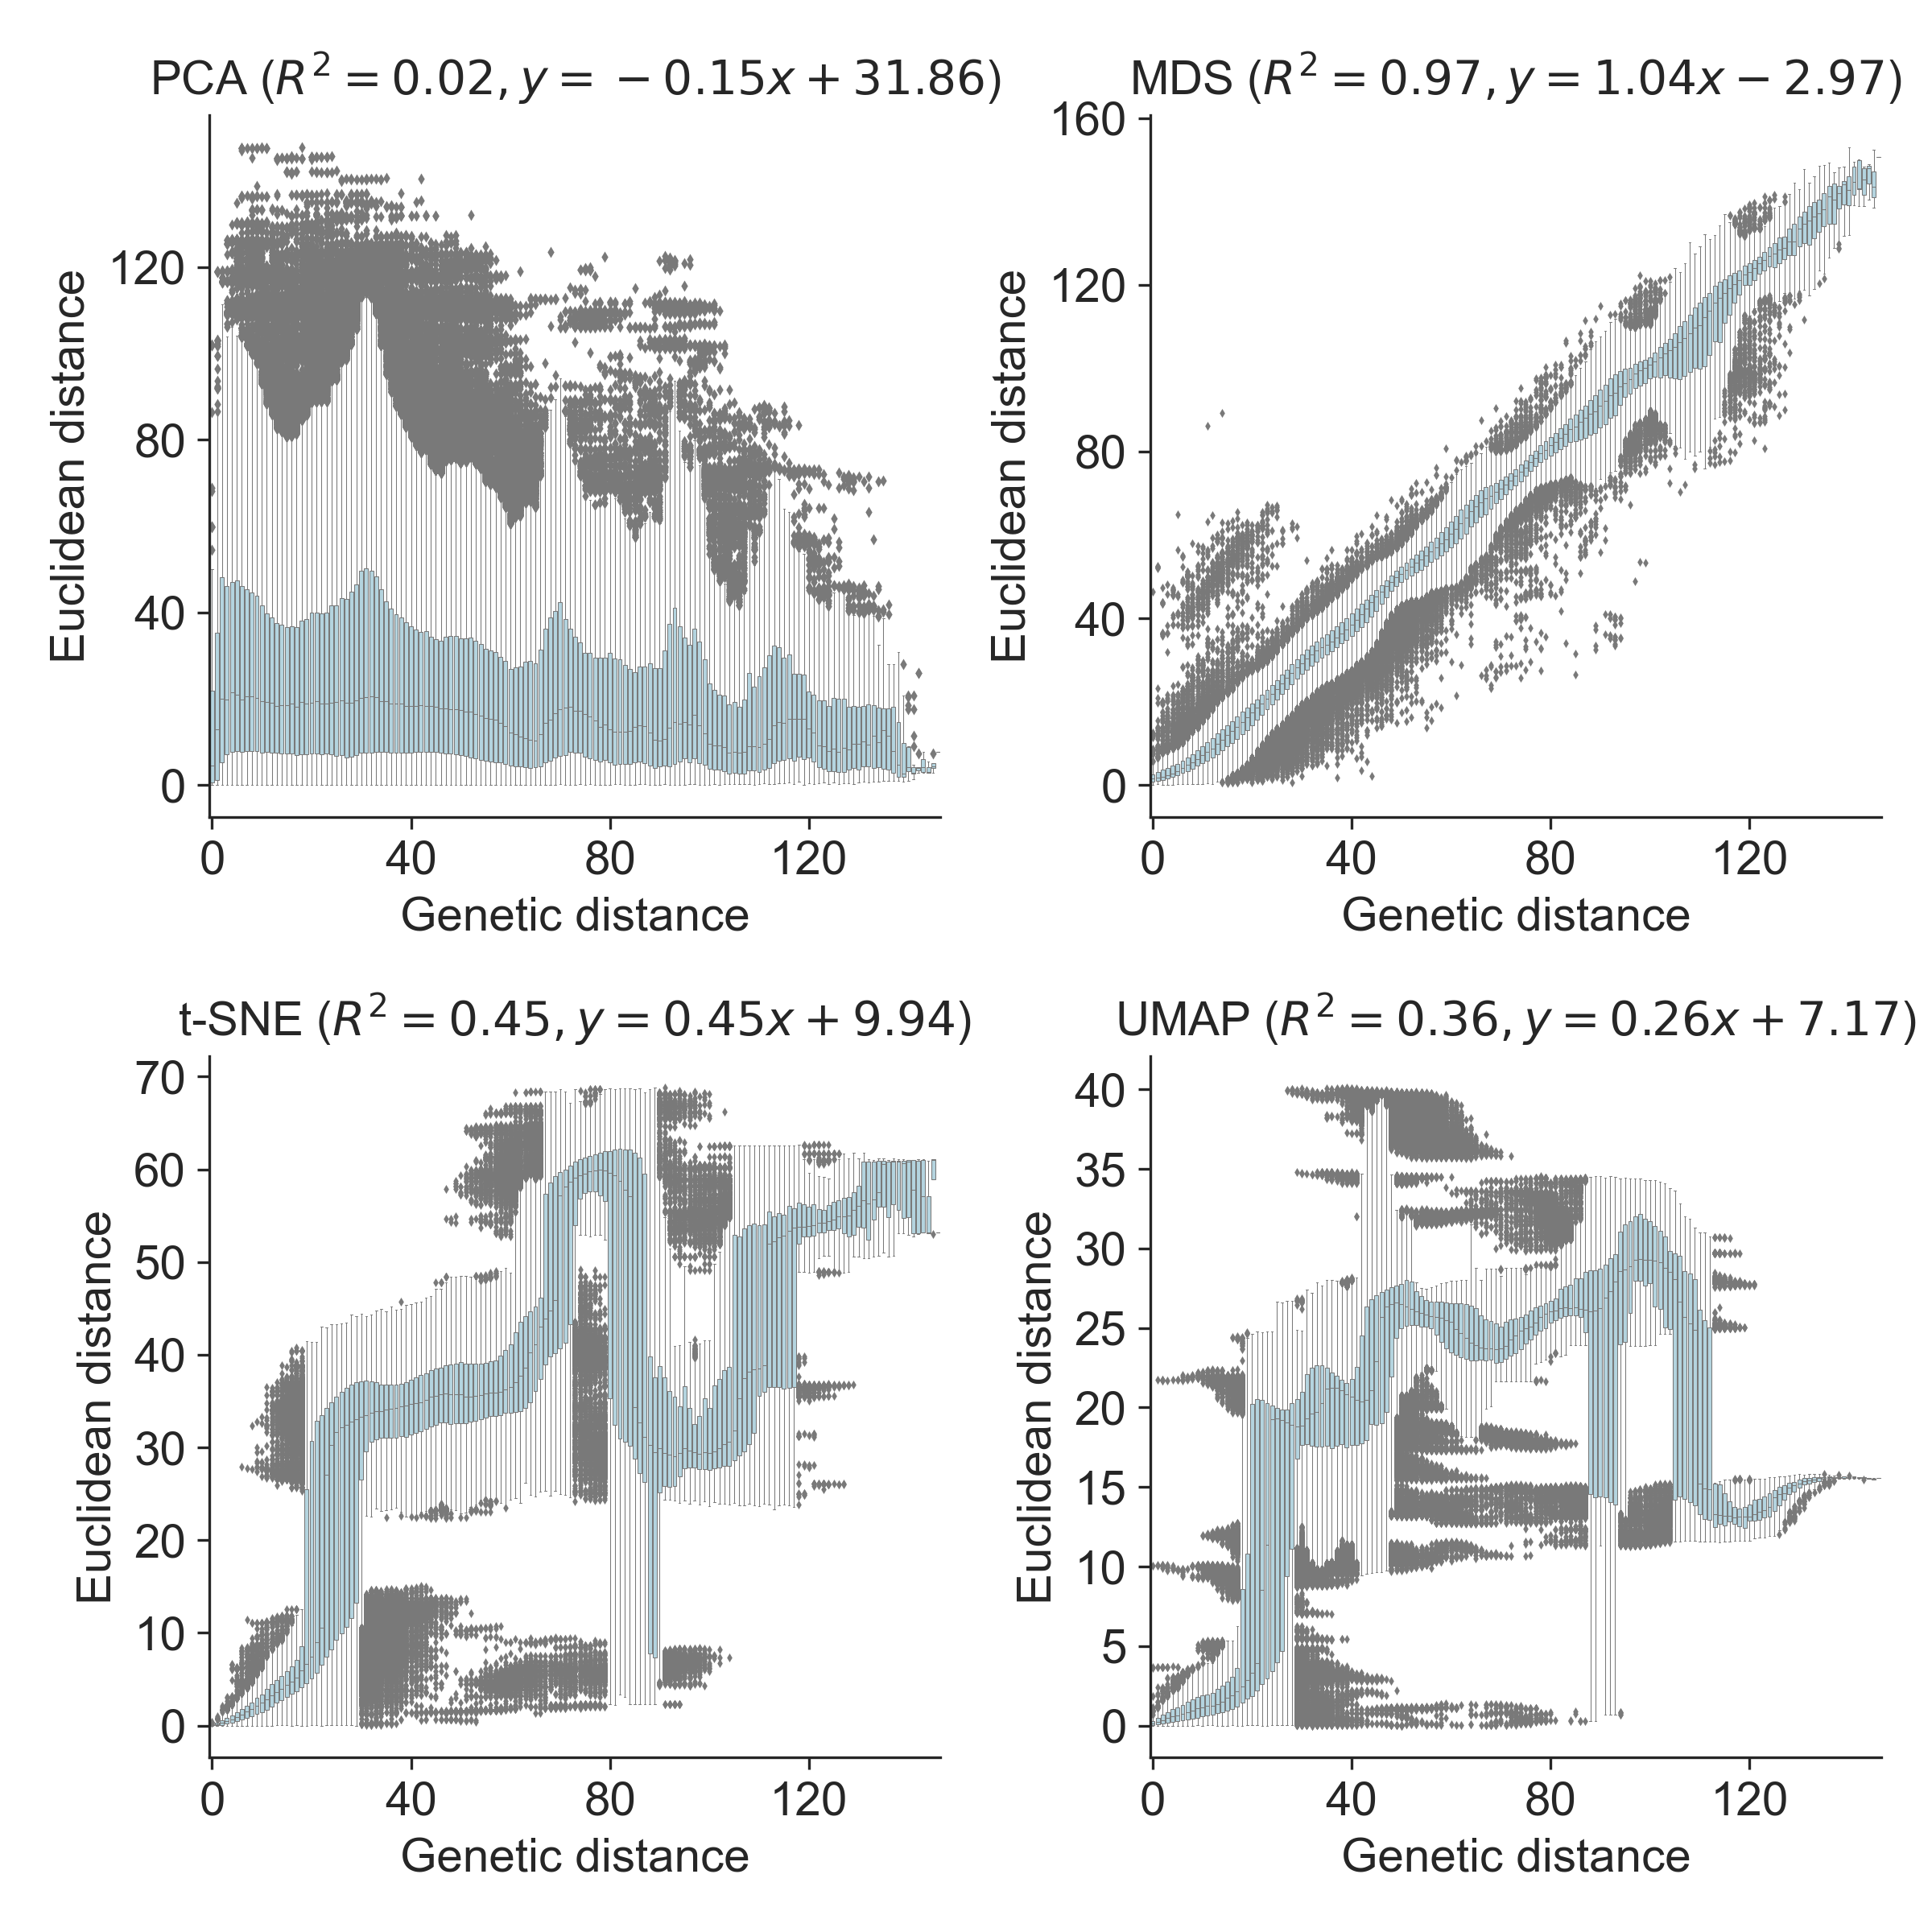 PCA (R² = 0.02, y = − 0.15x + 31.86)
Euclidean distance
120
80
40
0
0 40 80 120
Genetic distance
MDS (R² = 0.97, y = 1.04x − 2.97)
Euclidean distance
160
120
80
40
0
0 40 80 120
Genetic distance
t-SNE (R² = 0.45, y = 0.45x + 9.94)
Euclidean distance
70
60
50
40
30
20
10
0
0 40 80 120
Genetic distance
UMAP (R² = 0.36, y = 0.26x + 7.17)
Euclidean distance
40
35
30
25
20
15
10
5
0
0 40 80 120
Genetic distance